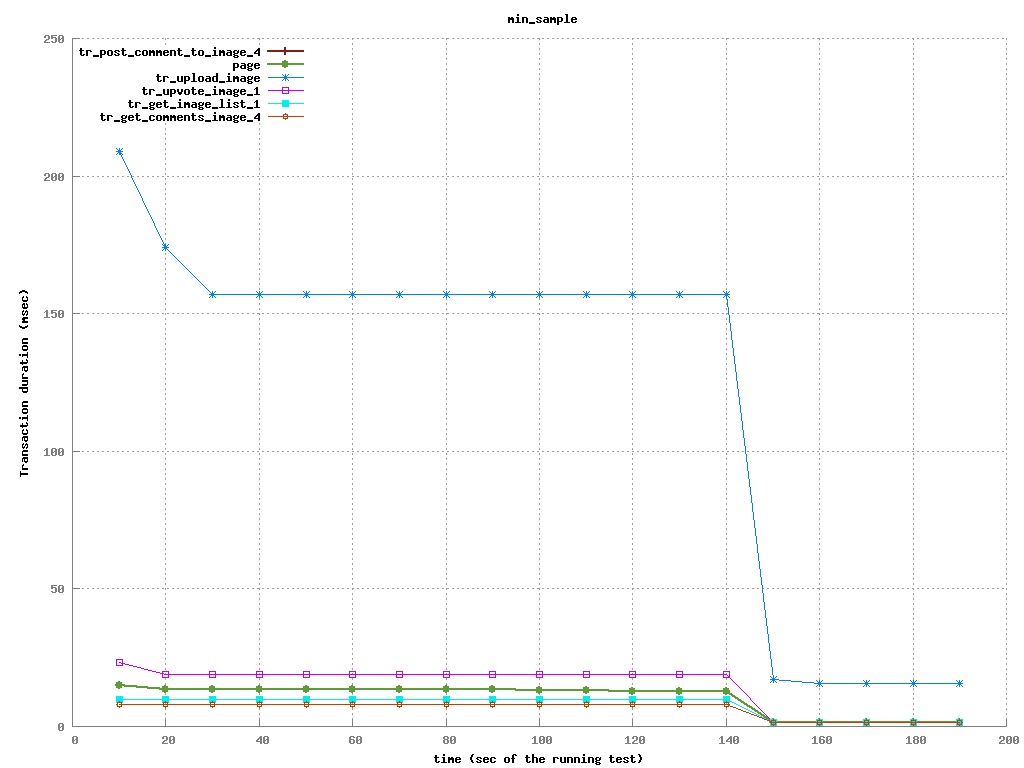 min_sample
250
200
150
100
50
0
Transaction duration (msec)
tr_post_comment_to_image_4
page
tr_upload_image
tr_upvote_image_1
tr_get_image_list_1
tr_get_comments_image_4
0 20 40 60 80 100 120 140 160 180 200
time (sec of the running test)